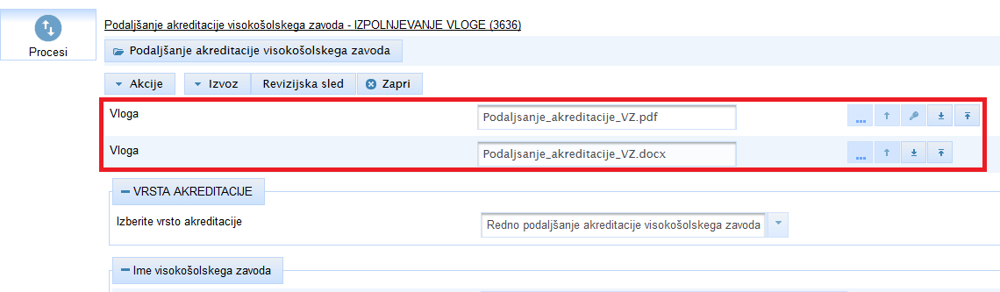 Podaljšanje akreditacije visokošolskega zavoda - IZPOLNJEVANJE VLOGE (3636)
Procesi
Podaljšanje akreditacije visokošolskega zavoda
Akcije Izvoz Revizijska sled Zapri
Vloga Podaljsanje_akreditacije_VZ.pdf ...
Vloga Podaljsanje_akreditacije_VZ.docx ...
VRSTA AKREDITACIJE
Izberite vrsto akreditacije Redno podaljšanje akreditacije visokošolskega zavoda
Ime visokošolskega zavoda